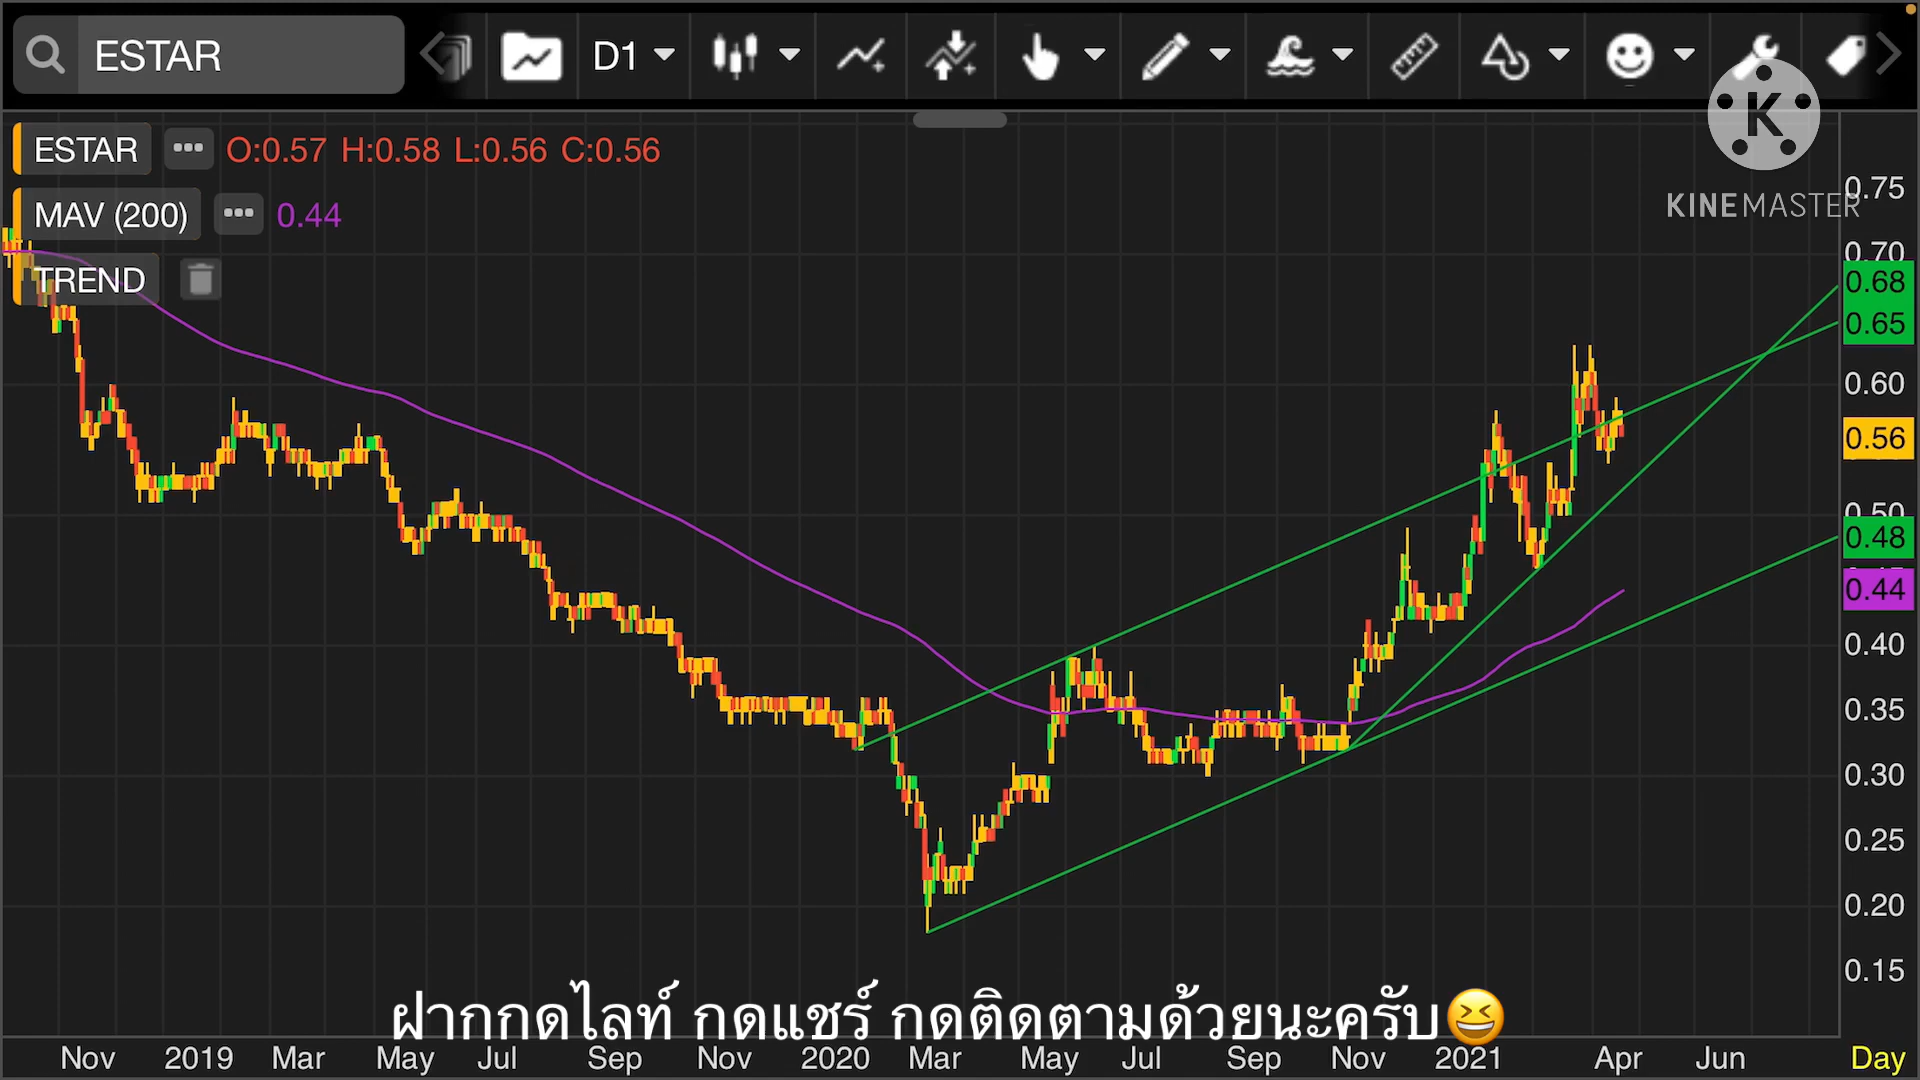 ESTAR
D1
K
KINEMASTER
ESTAR O:0.57 H:0.58 L:0.56 C:0.56
MAV (200) 0.44
TREND
0.75
0.70
0.68
0.65
0.60
0.56
0.50
0.48
0.44
0.40
0.35
0.30
0.25
0.20
0.15
ฝากกดไลท์ กดแชร์ กดติดตามด้วยนะครับ😆
Nov 2019 Mar May Jul Sep Nov 2020 Mar May Jul Sep Nov 2021 Apr Jun Day